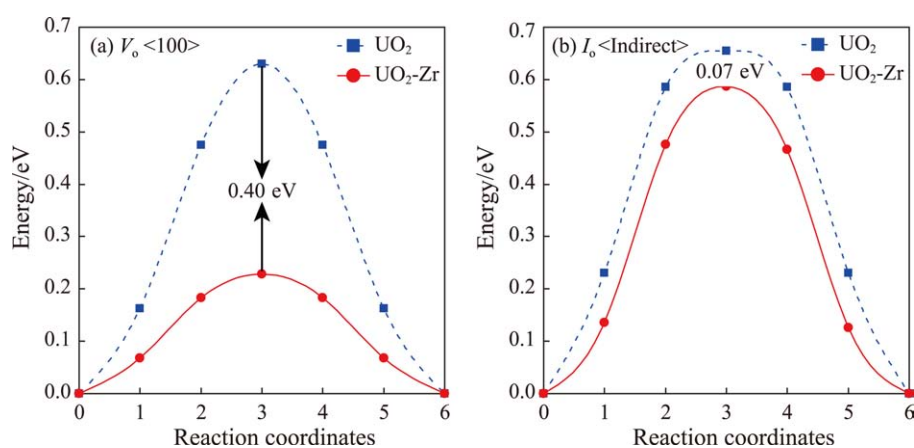 (a) Vo <100>
UO2
UO2-Zr
0.40 eV
0.7
0.6
0.5
0.4
0.3
0.2
0.1
0.0
Energy/eV
0 1 2 3 4 5 6
Reaction coordinates
(b) Io <Indirect>
UO2
UO2-Zr
0.07 eV
0.7
0.6
0.5
0.4
0.3
0.2
0.1
0.0
Energy/eV
0 1 2 3 4 5 6
Reaction coordinates